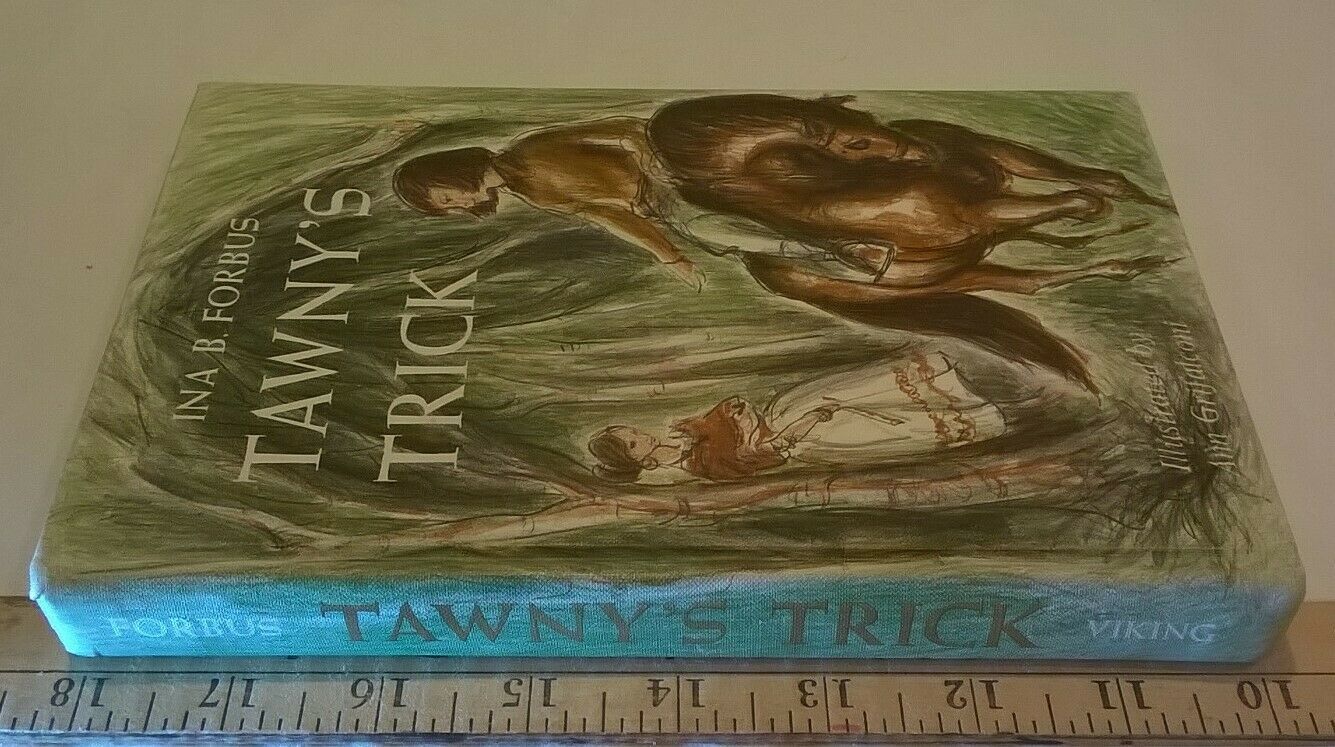 INA B. FORBUS
TAWNY'S
TRICK
Illustrated by
Ann Grifalconi
FORBUS TAWNY'S TRICK VIKING
18 17 16 15 14 13 12 11 10